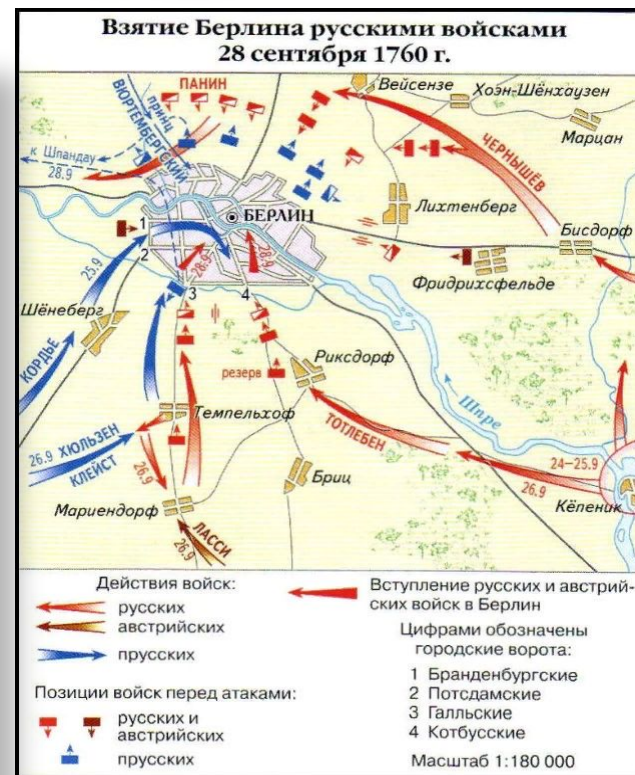 Взятие Берлина русскими войсками
28 сентября 1760 г.
ПАНИН
принц
ВЮРТЕМБЕРГСКИЙ
к Шпандау
28.9
Вейсензе
Хоэн-Шёнхаузен
Марцан
ЧЕРНЫШЁВ
Лихтенберг
Бисдорф
Фридрихсфельде
БЕРЛИН
1
2
3
4
28.9
28.9
25.9
Шёнеберг
КОРДЬЕ
26.9 ХЮЛЬЗЕН
КЛЕЙСТ
Темпельхоф
26.9
Мариендорф
ЛАССИ
26.9
резерв
Риксдорф
Бриц
ТОТЛЕБЕН
Шпре
24–25.9
26.9
Кёпеник
Действия войск:
русских
австрийских
прусских
Позиции войск перед атаками:
русских и
австрийских
прусских
Вступление русских и австрий-
ских войск в Берлин
Цифрами обозначены
городские ворота:
1 Бранденбургские
2 Потсдамские
3 Галльские
4 Котбусские
Масштаб 1:180 000